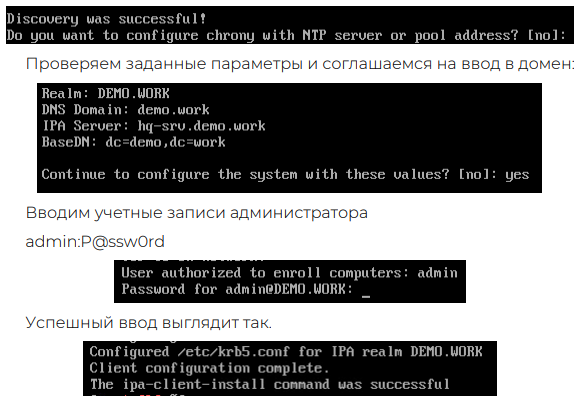 Discovery was successful!
Do you want to configure chrony with NTP server or pool address? [no]:
Проверяем заданные параметры и соглашаемся на ввод в домен:
Realm: DEMO.WORK
DNS Domain: demo.work
IPA Server: hq-srv.demo.work
BaseDN: dc=demo,dc=work
Continue to configure the system with these values? [no]: yes
Вводим учетные записи администратора
admin:P@ssw0rd
User authorized to enroll computers: admin
Password for admin@DEMO.WORK: _
Успешный ввод выглядит так.
Configured /etc/krb5.conf for IPA realm DEMO.WORK
Client configuration complete.
The ipa-client-install command was successful